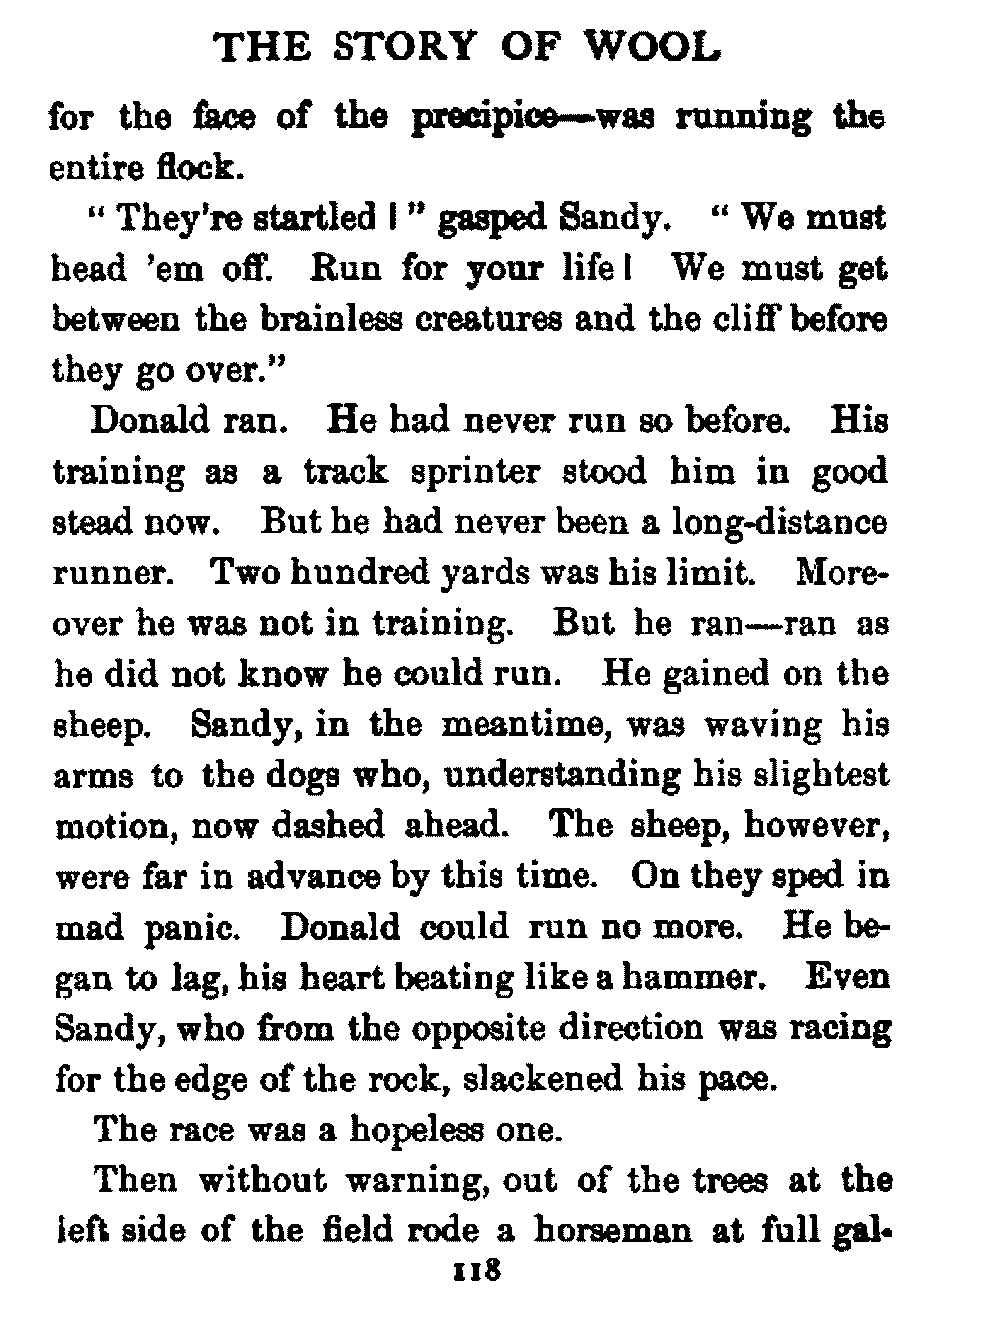 THE STORY OF WOOL
for the face of the precipice—was running the
entire flock.
" They're startled ! " gasped Sandy. " We must
head 'em off. Run for your life ! We must get
between the brainless creatures and the cliff before
they go over."
Donald ran. He had never run so before. His
training as a track sprinter stood him in good
stead now. But he had never been a long-distance
runner. Two hundred yards was his limit. More-
over he was not in training. But he ran—ran as
he did not know he could run. He gained on the
sheep. Sandy, in the meantime, was waving his
arms to the dogs who, understanding his slightest
motion, now dashed ahead. The sheep, however,
were far in advance by this time. On they sped in
mad panic. Donald could run no more. He be-
gan to lag, his heart beating like a hammer. Even
Sandy, who from the opposite direction was racing
for the edge of the rock, slackened his pace.
The race was a hopeless one.
Then without warning, out of the trees at the
left side of the field rode a horseman at full gal-
118